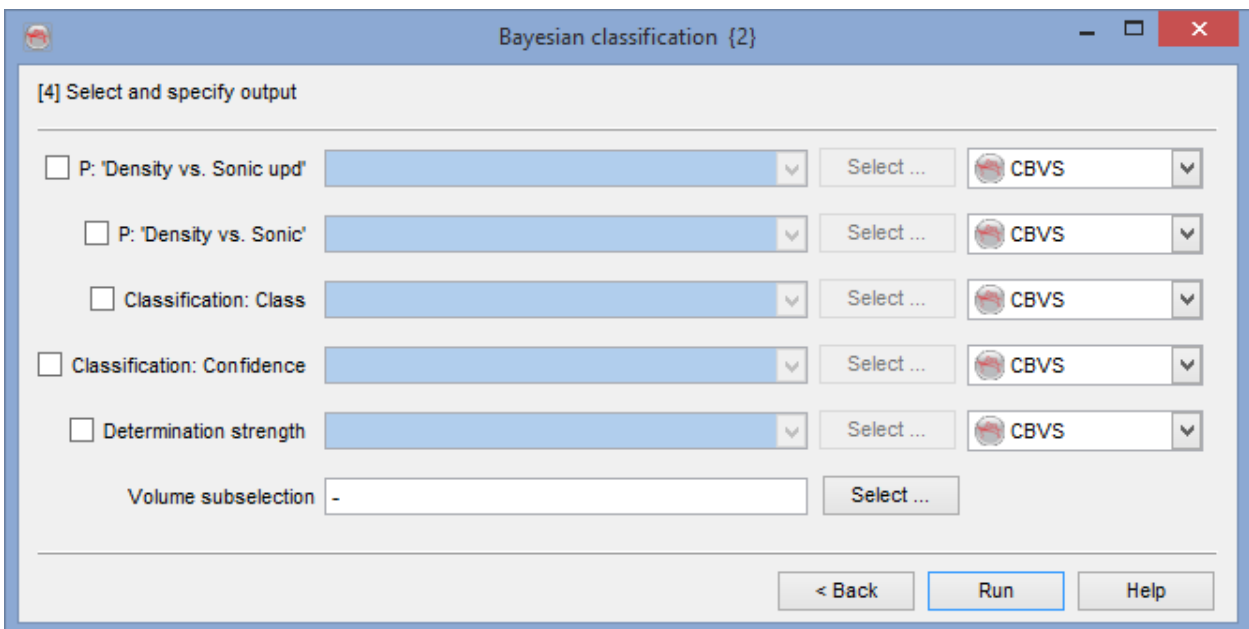 Bayesian classification {2}
[4] Select and specify output
P: 'Density vs. Sonic upd' Select ... CBVS
P: 'Density vs. Sonic' Select ... CBVS
Classification: Class Select ... CBVS
Classification: Confidence Select ... CBVS
Determination strength Select ... CBVS
Volume subselection - Select ...
< Back Run Help